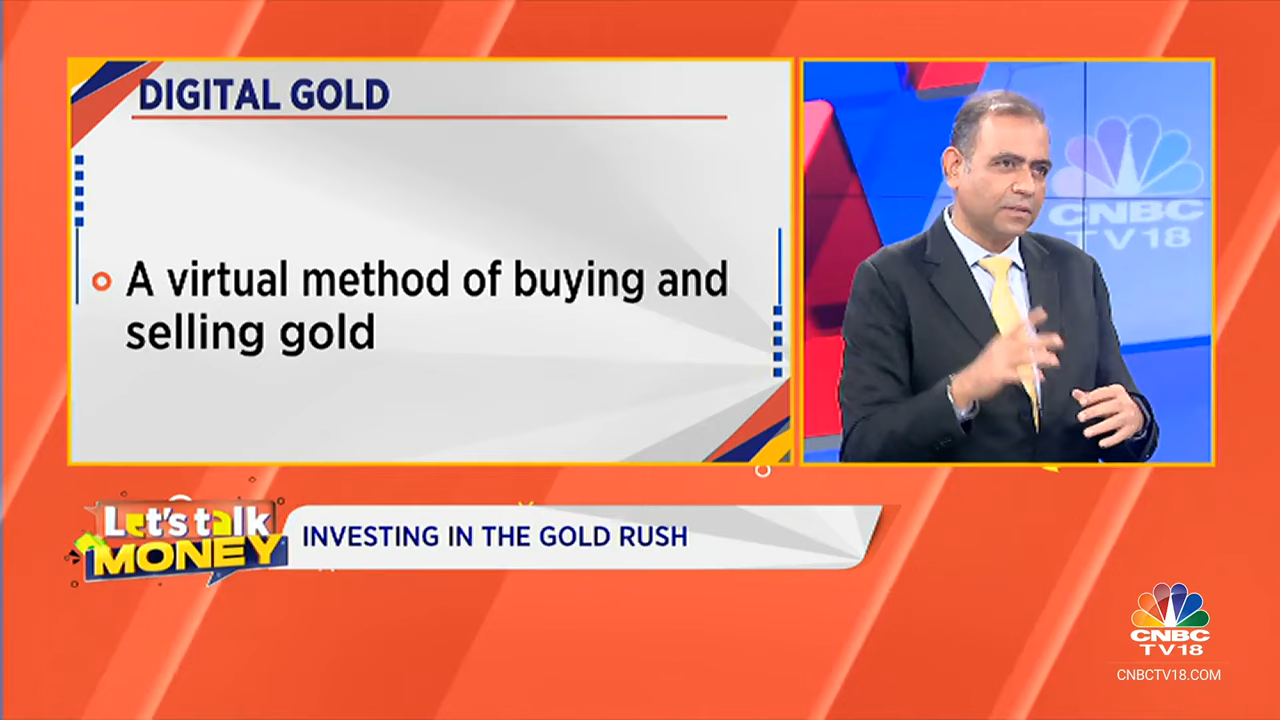 DIGITAL GOLD
A virtual method of buying and
selling gold
CNBC
TV18
Let's talk
MONEY
INVESTING IN THE GOLD RUSH
CNBC
TV18
CNBCTV18.COM